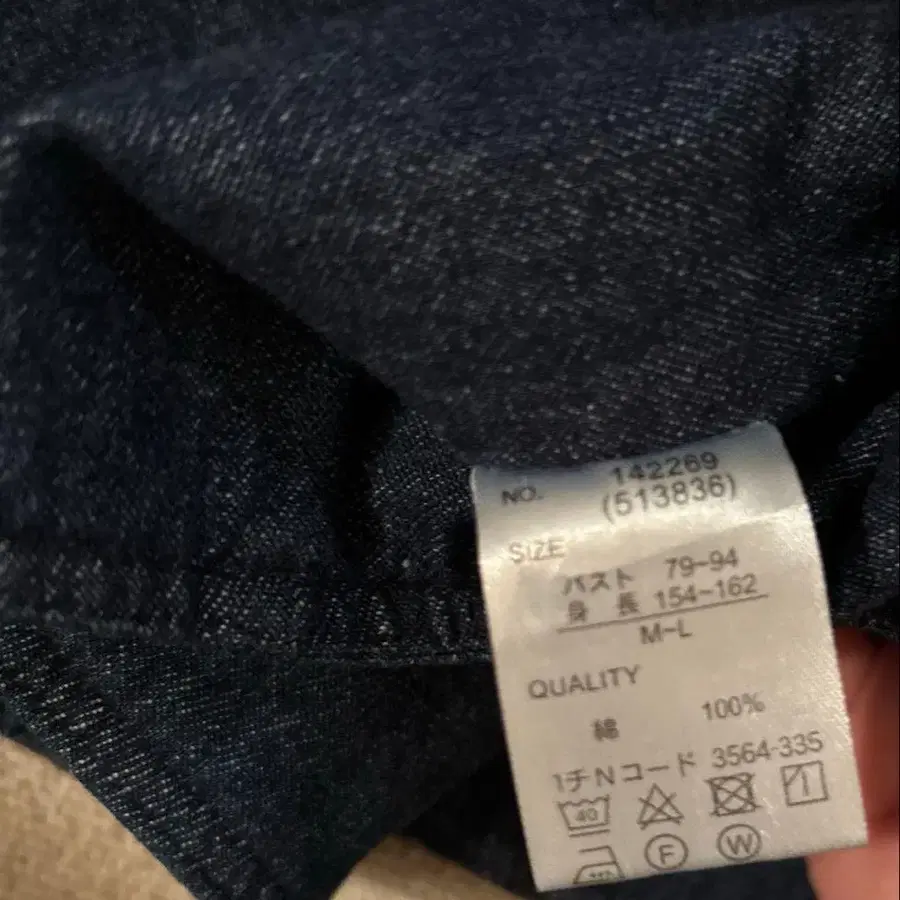 NO. 142269
(513836)
SIZE
バスト 79-94
身長 154-162
M-L
QUALITY
綿 100%
1チNコード 3564-335
40
F W